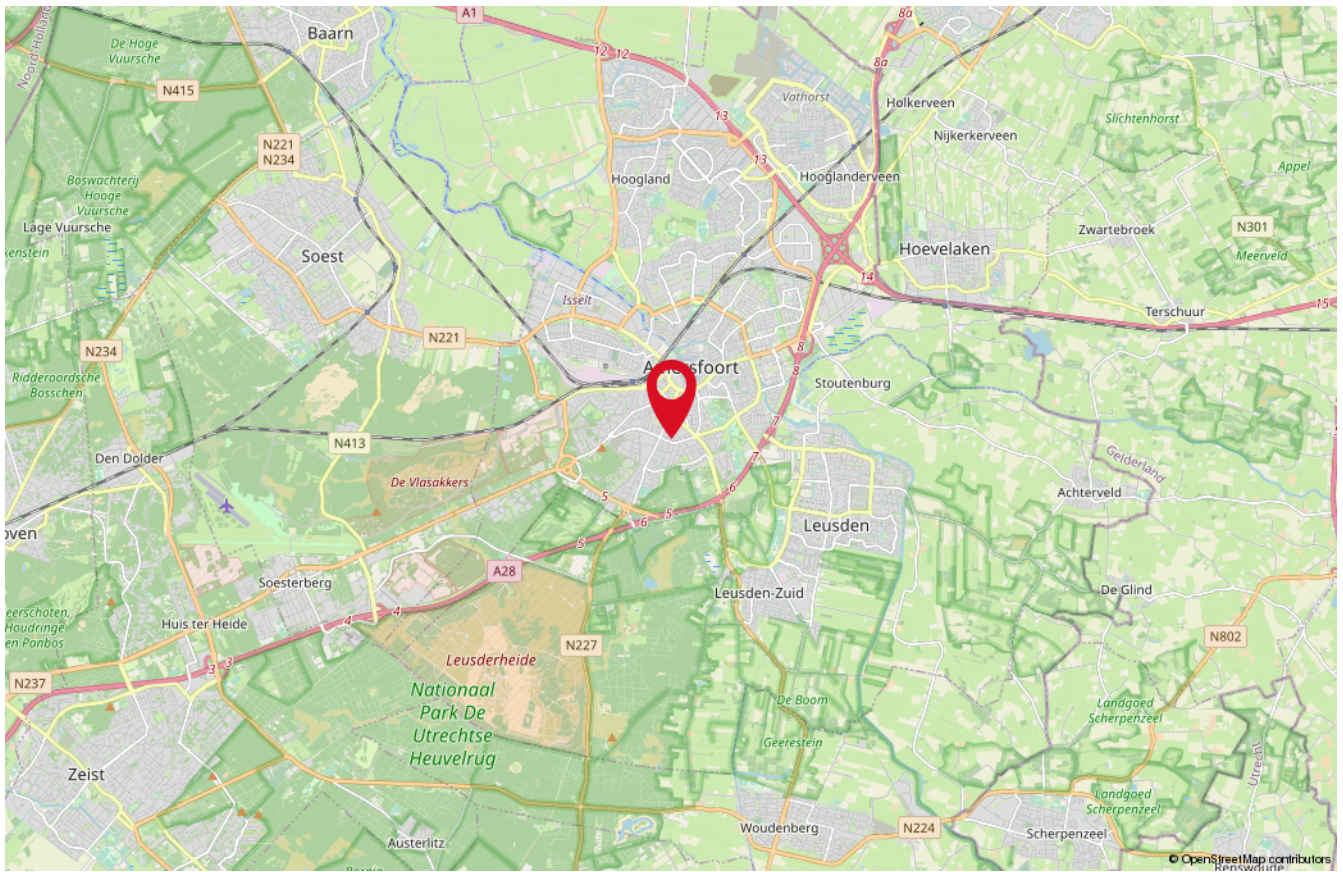 A1
8a
Baarn
De Hoge
Vuursche
Noord-Holland
12 12
8a
N415
Vathorst
Holkerveen
13
Nijkerkerveen
Slichtenhorst
N221
N234
13
Hoogland
Hooglanderveen
Appel
Boswachterij
Hooge
Vuursche
Lage Vuursche
N301
Zwartebroek
Hoevelaken
Soest
Meerveld
14
Isselt
15
Terschuur
N221
8
N234
8
Ridderoordsche
Bosschen
Stoutenburg
7
N413
Den Dolder
7
Gelderland
De Vlasakkers
6
Achterveld
5
5
6
Leusden
5
A28
Soesterberg
De Glind
Leusden-Zuid
4
4
Huis ter Heide
N802
N227
3
3
Leusderheide
N237
Nationaal
Park De
Utrechtse
Heuvelrug
De Boom
Landgoed
Scherpenzeel
Geerestein
Utrecht
Zeist
Landgoed
Scherpenzeel
Woudenberg
N224
Scherpenzeel
Austerlitz
© OpenStreetMap contributors